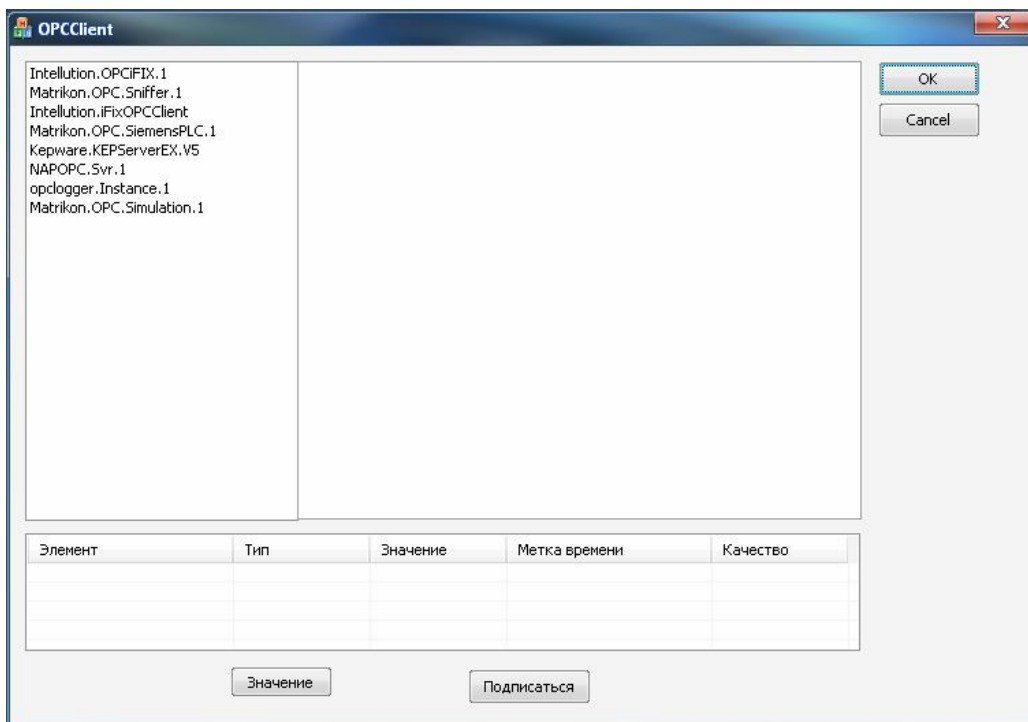 OPCClient
Intellution.OPCiFIX.1
Matrikon.OPC.Sniffer.1
Intellution.iFixOPCClient
Matrikon.OPC.SiemensPLC.1
Kepware.KEPServerEX.V5
NAPOPC.Svr.1
opclogger.Instance.1
Matrikon.OPC.Simulation.1
OK
Cancel
Элемент Тип Значение Метка времени Качество
Значение Подписаться